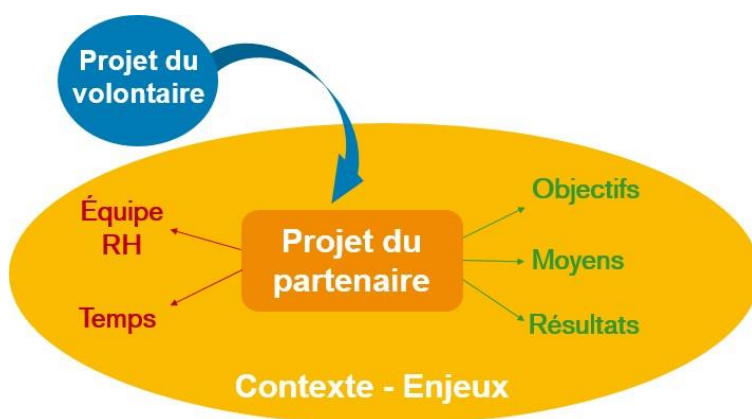 Projet du
volontaire
Équipe
RH
Temps
Projet du
partenaire
Objectifs
Moyens
Résultats
Contexte - Enjeux